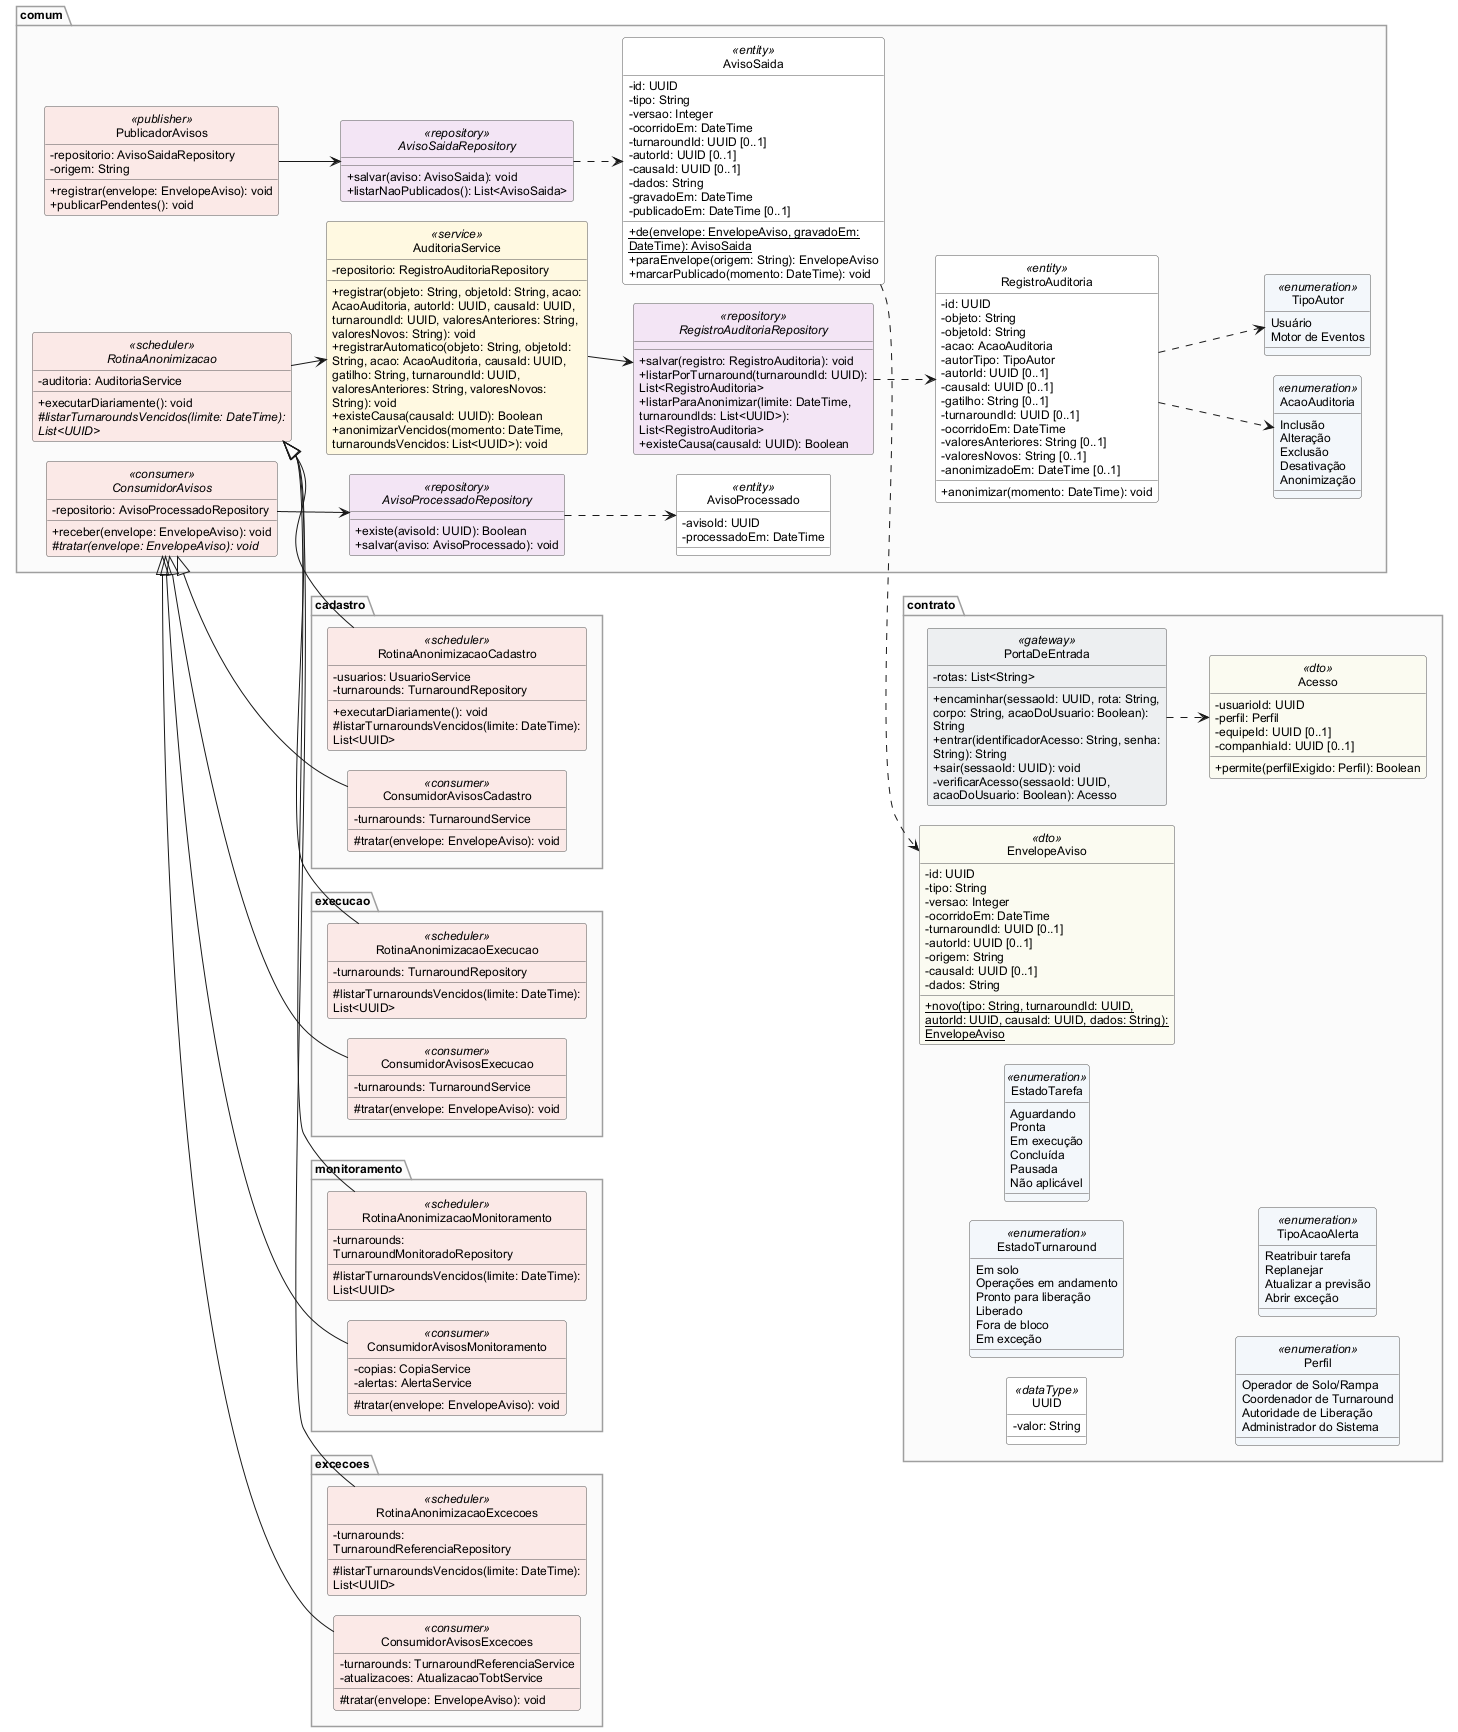 comum
«publisher»
PublicadorAvisos
-repositorio: AvisoSaidaRepository
-origem: String
+registrar(envelope: EnvelopeAviso): void
+publicarPendentes(): void
«repository»
AvisoSaidaRepository
+salvar(aviso: AvisoSaida): void
+listarNaoPublicados(): List<AvisoSaida>
«entity»
AvisoSaida
-id: UUID
-tipo: String
-versao: Integer
-ocorridoEm: DateTime
-turnaroundId: UUID [0..1]
-autorId: UUID [0..1]
-causaId: UUID [0..1]
-dados: String
-gravadoEm: DateTime
-publicadoEm: DateTime [0..1]
+de(envelope: EnvelopeAviso, gravadoEm:
DateTime): AvisoSaida
+paraEnvelope(origem: String): EnvelopeAviso
+marcarPublicado(momento: DateTime): void
«service»
AuditoriaService
-repositorio: RegistroAuditoriaRepository
+registrar(objeto: String, objetoId: String, acao:
AcaoAuditoria, autorId: UUID, causaId: UUID,
turnaroundId: UUID, valoresAnteriores: String,
valoresNovos: String): void
+registrarAutomatico(objeto: String, objetoId:
String, acao: AcaoAuditoria, causaId: UUID,
gatilho: String, turnaroundId: UUID,
valoresAnteriores: String, valoresNovos:
String): void
+existeCausa(causaId: UUID): Boolean
+anonimizarVencidos(momento: DateTime,
turnaroundsVencidos: List<UUID>): void
«repository»
RegistroAuditoriaRepository
+salvar(registro: RegistroAuditoria): void
+listarPorTurnaround(turnaroundId: UUID):
List<RegistroAuditoria>
+listarParaAnonimizar(limite: DateTime,
turnaroundIds: List<UUID>):
List<RegistroAuditoria>
+existeCausa(causaId: UUID): Boolean
«entity»
RegistroAuditoria
-id: UUID
-objeto: String
-objetoId: String
-acao: AcaoAuditoria
-autorTipo: TipoAutor
-autorId: UUID [0..1]
-causaId: UUID [0..1]
-gatilho: String [0..1]
-turnaroundId: UUID [0..1]
-ocorridoEm: DateTime
-valoresAnteriores: String [0..1]
-valoresNovos: String [0..1]
-anonimizadoEm: DateTime [0..1]
+anonimizar(momento: DateTime): void
«enumeration»
TipoAutor
Usuário
Motor de Eventos
«enumeration»
AcaoAuditoria
Inclusão
Alteração
Exclusão
Desativação
Anonimização
«scheduler»
RotinaAnonimizacao
-auditoria: AuditoriaService
+executarDiariamente(): void
#listarTurnaroundsVencidos(limite: DateTime):
List<UUID>
«consumer»
ConsumidorAvisos
-repositorio: AvisoProcessadoRepository
+receber(envelope: EnvelopeAviso): void
#tratar(envelope: EnvelopeAviso): void
«repository»
AvisoProcessadoRepository
+existe(avisoId: UUID): Boolean
+salvar(aviso: AvisoProcessado): void
«entity»
AvisoProcessado
-avisoId: UUID
-processadoEm: DateTime
cadastro
«scheduler»
RotinaAnonimizacaoCadastro
-usuarios: UsuarioService
-turnarounds: TurnaroundRepository
+executarDiariamente(): void
#listarTurnaroundsVencidos(limite: DateTime):
List<UUID>
«consumer»
ConsumidorAvisosCadastro
-turnarounds: TurnaroundService
#tratar(envelope: EnvelopeAviso): void
execucao
«scheduler»
RotinaAnonimizacaoExecucao
-turnarounds: TurnaroundRepository
#listarTurnaroundsVencidos(limite: DateTime):
List<UUID>
«consumer»
ConsumidorAvisosExecucao
-turnarounds: TurnaroundService
#tratar(envelope: EnvelopeAviso): void
monitoramento
«scheduler»
RotinaAnonimizacaoMonitoramento
-turnarounds:
TurnaroundMonitoradoRepository
#listarTurnaroundsVencidos(limite: DateTime):
List<UUID>
«consumer»
ConsumidorAvisosMonitoramento
-copias: CopiaService
-alertas: AlertaService
#tratar(envelope: EnvelopeAviso): void
excecoes
«scheduler»
RotinaAnonimizacaoExcecoes
-turnarounds:
TurnaroundReferenciaRepository
#listarTurnaroundsVencidos(limite: DateTime):
List<UUID>
«consumer»
ConsumidorAvisosExcecoes
-turnarounds: TurnaroundReferenciaService
-atualizacoes: AtualizacaoTobtService
#tratar(envelope: EnvelopeAviso): void
contrato
«gateway»
PortaDeEntrada
-rotas: List<String>
+encaminhar(sessaoId: UUID, rota: String,
corpo: String, acaoDoUsuario: Boolean):
String
+entrar(identificadorAcesso: String, senha:
String): String
+sair(sessaoId: UUID): void
-verificarAcesso(sessaoId: UUID,
acaoDoUsuario: Boolean): Acesso
«dto»
Acesso
-usuarioId: UUID
-perfil: Perfil
-equipeId: UUID [0..1]
-companhiaId: UUID [0..1]
+permite(perfilExigido: Perfil): Boolean
«dto»
EnvelopeAviso
-id: UUID
-tipo: String
-versao: Integer
-ocorridoEm: DateTime
-turnaroundId: UUID [0..1]
-autorId: UUID [0..1]
-origem: String
-causaId: UUID [0..1]
-dados: String
+novo(tipo: String, turnaroundId: UUID,
autorId: UUID, causaId: UUID, dados: String):
EnvelopeAviso
«enumeration»
EstadoTarefa
Aguardando
Pronta
Em execução
Concluída
Pausada
Não aplicável
«enumeration»
EstadoTurnaround
Em solo
Operações em andamento
Pronto para liberação
Liberado
Fora de bloco
Em exceção
«enumeration»
TipoAcaoAlerta
Reatribuir tarefa
Replanejar
Atualizar a previsão
Abrir exceção
«dataType»
UUID
-valor: String
«enumeration»
Perfil
Operador de Solo/Rampa
Coordenador de Turnaround
Autoridade de Liberação
Administrador do Sistema